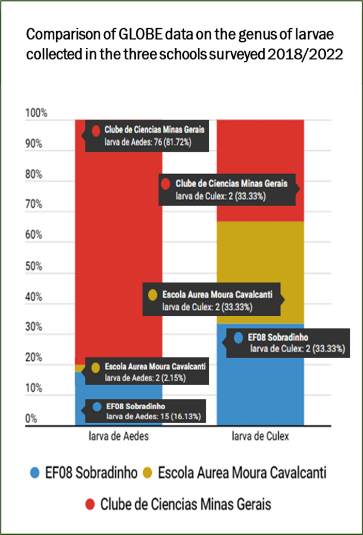 Comparison of GLOBE data on the genus of larvae
collected in the three schools surveyed 2018/2022
100%
90%
80%
70%
60%
50%
40%
30%
20%
10%
0%
Clube de Ciencias Minas Gerais
larva de Aedes: 76 (81.72%)
Clube de Ciencias Minas Gerais
larva de Culex: 2 (33.33%)
Escola Aurea Moura Cavalcanti
larva de Culex: 2 (33.33%)
EF08 Sobradinho
larva de Culex: 2 (33.33%)
Escola Aurea Moura Cavalcanti
larva de Aedes: 2 (2.15%)
EF08 Sobradinho
larva de Aedes: 15 (16.13%)
larva de Aedes
larva de Culex
EF08 Sobradinho
Escola Aurea Moura Cavalcanti
Clube de Ciencias Minas Gerais